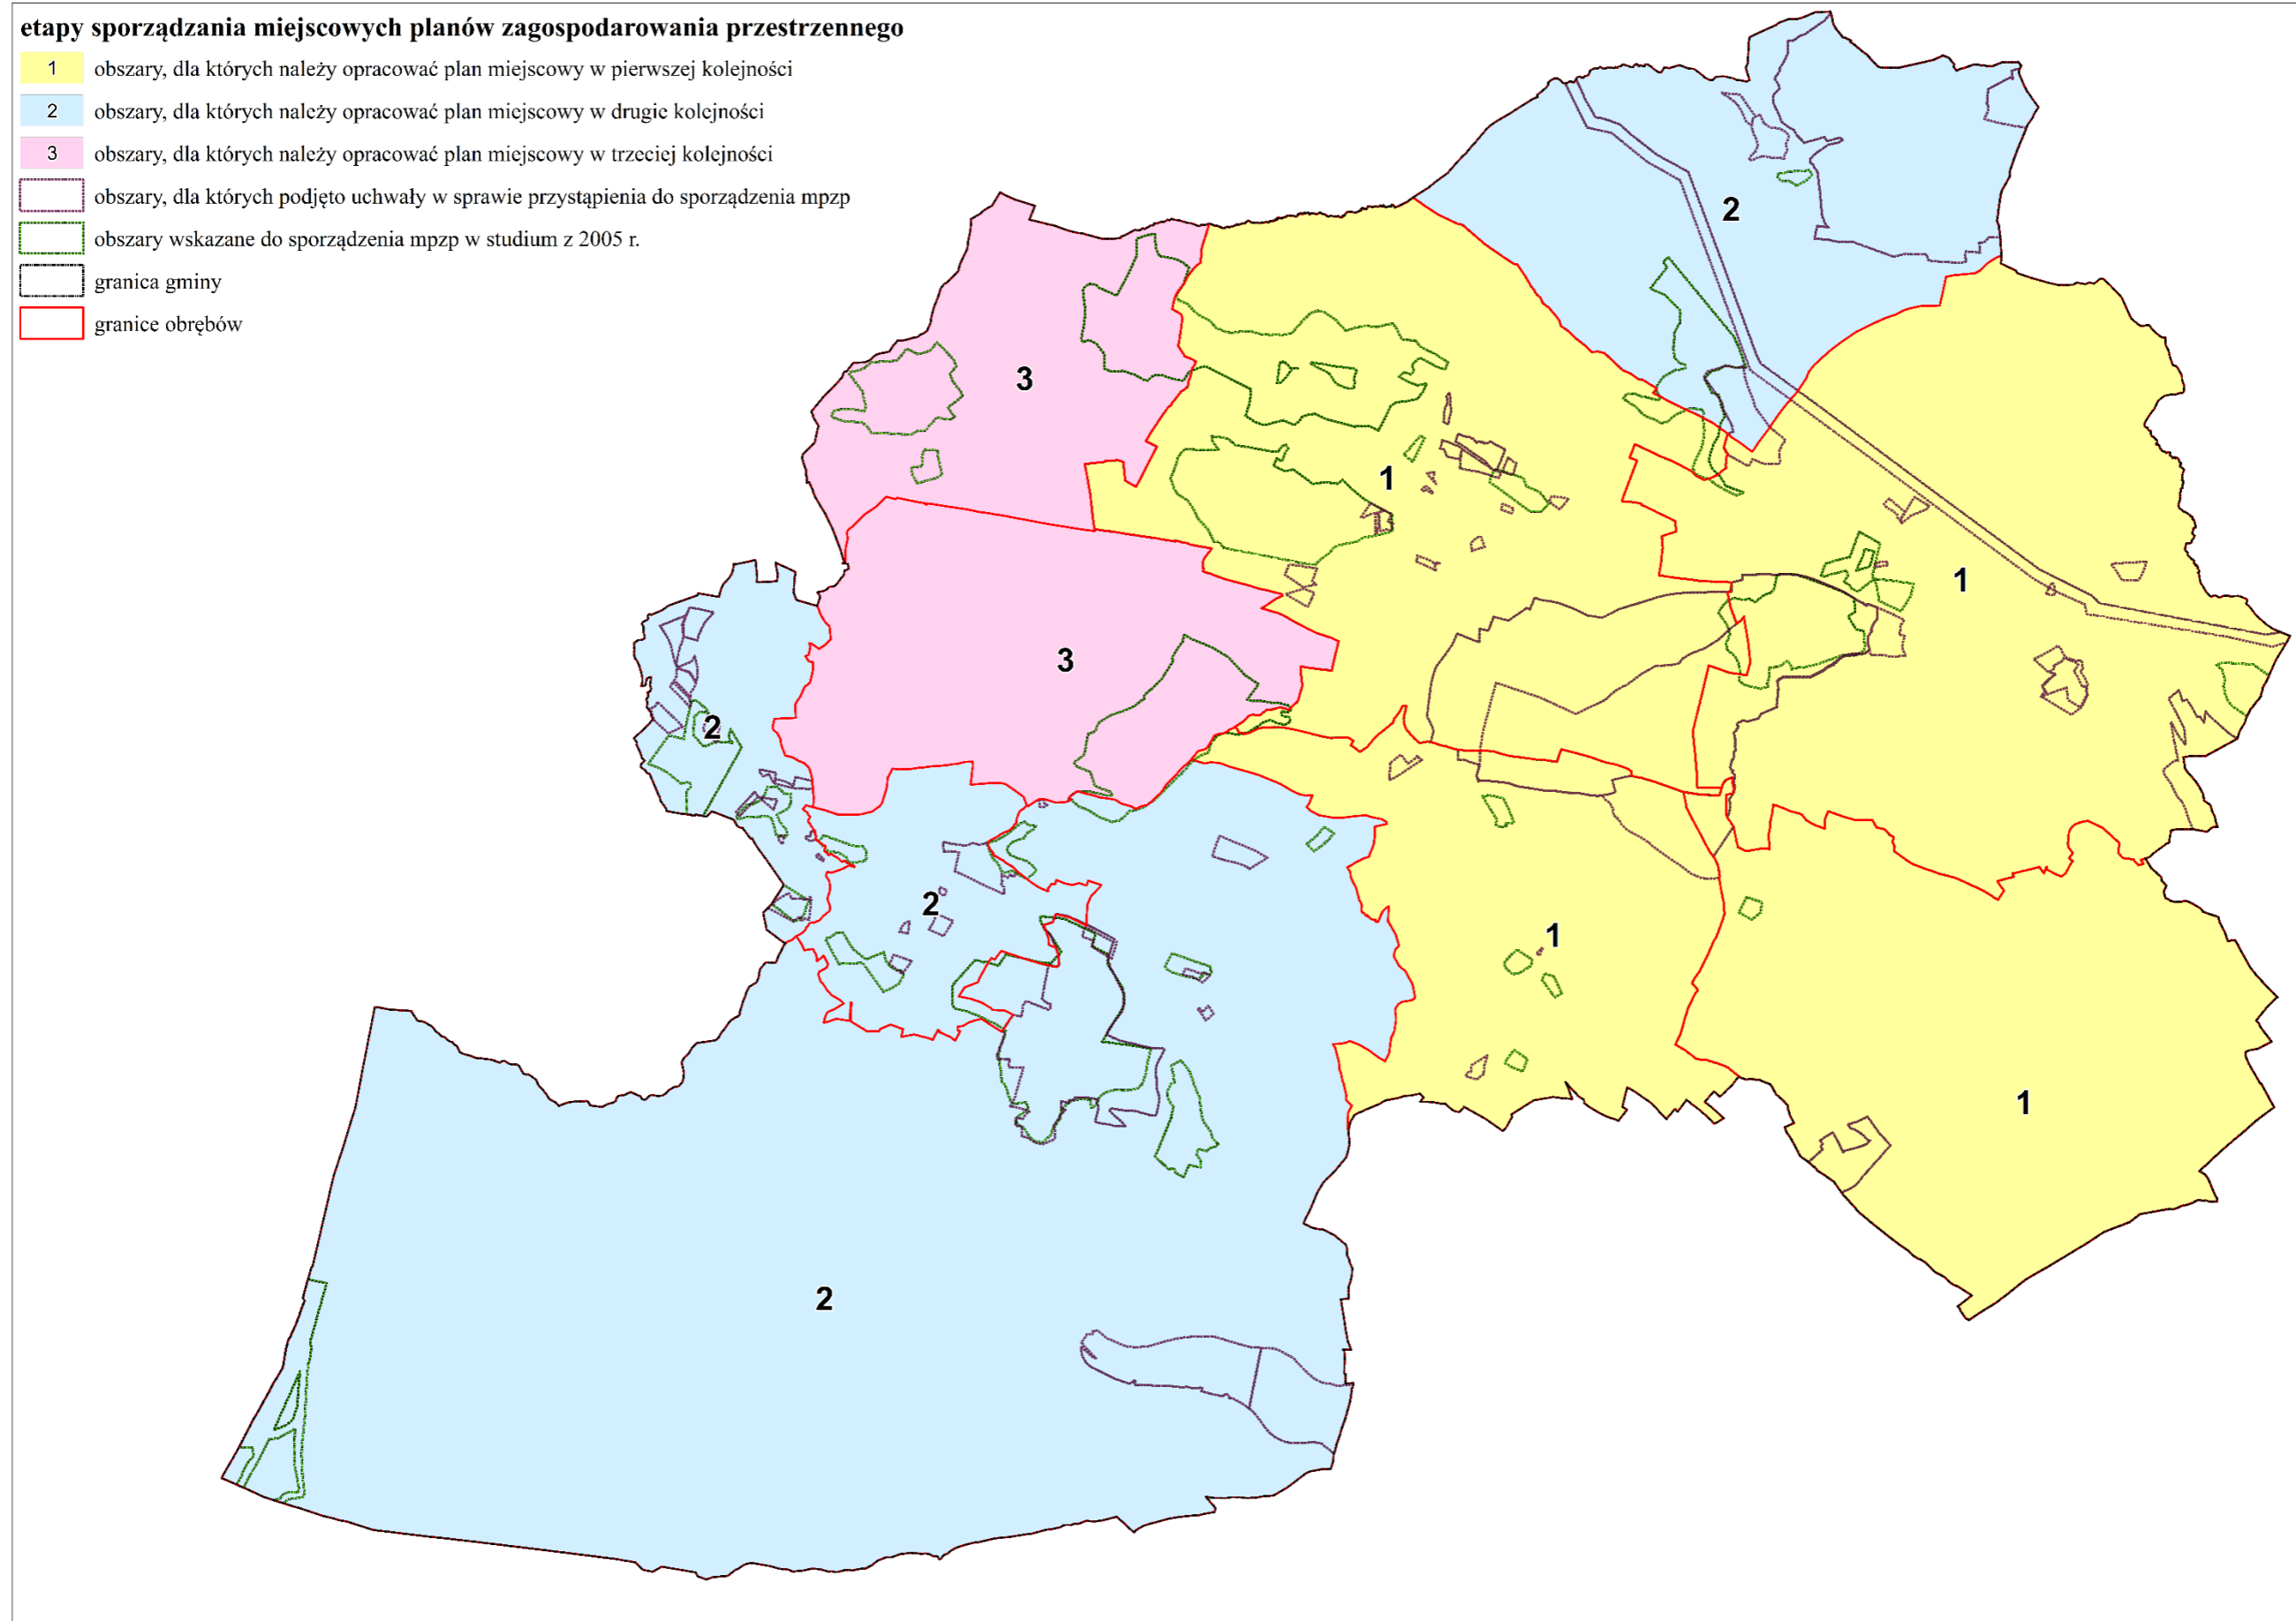 etapy sporządzania miejscowych planów zagospodarowania przestrzennego
1 obszary, dla których należy opracować plan miejscowy w pierwszej kolejności
2 obszary, dla których należy opracować plan miejscowy w drugie kolejności
3 obszary, dla których należy opracować plan miejscowy w trzeciej kolejności
obszary, dla których podjęto uchwały w sprawie przystąpienia do sporządzenia mpzp
obszary wskazane do sporządzenia mpzp w studium z 2005 r.
granica gminy
granice obrębów
2
3
1
1
3
2
2
1
1
2